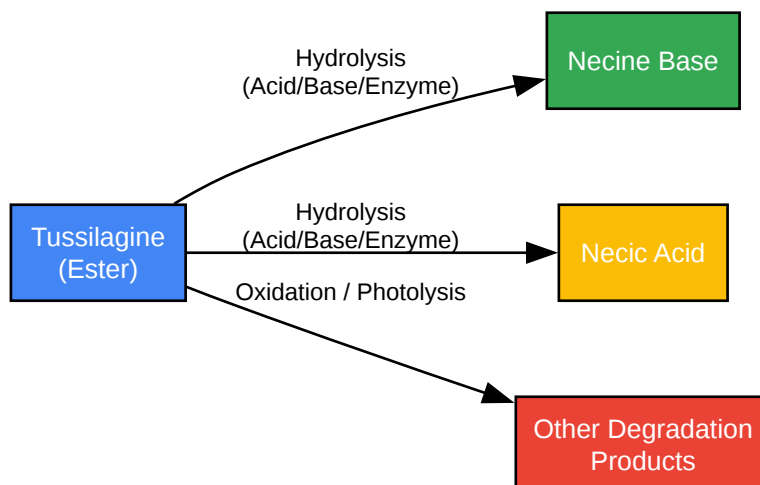 Hydrolysis
(Acid/Base/Enzyme)
Necine Base
Tussilagine
(Ester)
Hydrolysis
(Acid/Base/Enzyme)
Necic Acid
Oxidation / Photolysis
Other Degradation
Products